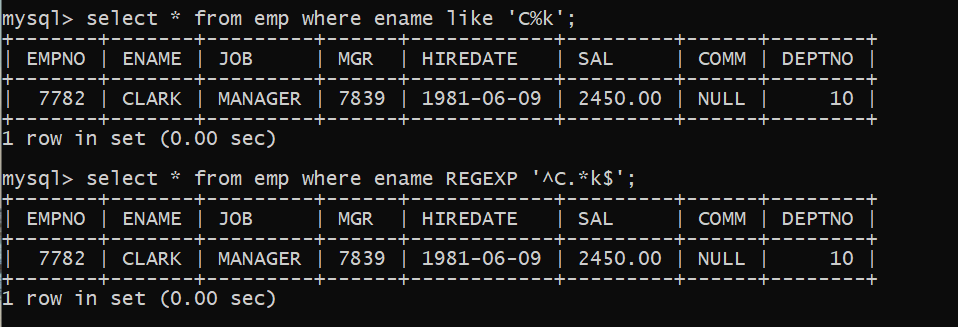 mysql> select * from emp where ename like 'C%k';
+-------+-------+---------+------+------------+---------+------+--------+
| EMPNO | ENAME | JOB     | MGR  | HIREDATE   | SAL     | COMM | DEPTNO |
+-------+-------+---------+------+------------+---------+------+--------+
|  7782 | CLARK | MANAGER | 7839 | 1981-06-09 | 2450.00 | NULL |     10 |
+-------+-------+---------+------+------------+---------+------+--------+
1 row in set (0.00 sec)
mysql> select * from emp where ename REGEXP '^C.*k$';
+-------+-------+---------+------+------------+---------+------+--------+
| EMPNO | ENAME | JOB     | MGR  | HIREDATE   | SAL     | COMM | DEPTNO |
+-------+-------+---------+------+------------+---------+------+--------+
|  7782 | CLARK | MANAGER | 7839 | 1981-06-09 | 2450.00 | NULL |     10 |
+-------+-------+---------+------+------------+---------+------+--------+
1 row in set (0.00 sec)